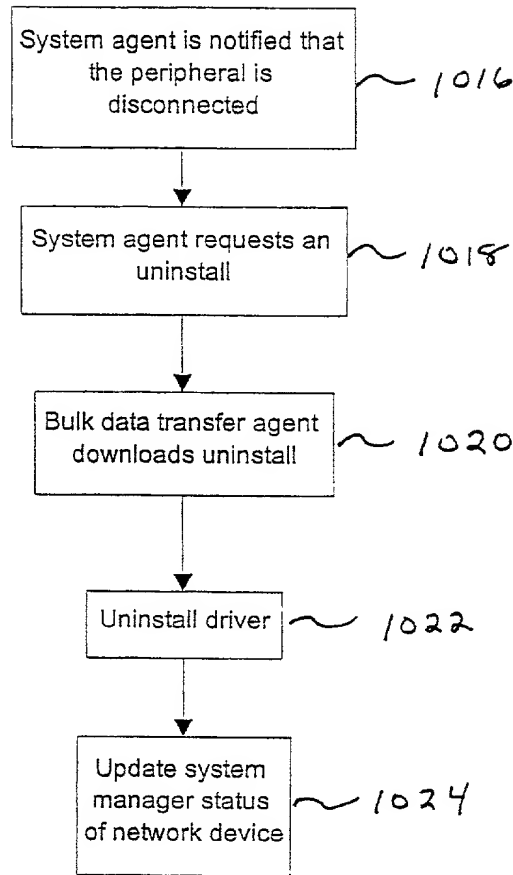 System agent is notified that
the peripheral is
disconnected
1016
System agent requests an
uninstall
1018
Bulk data transfer agent
downloads uninstall
1020
Uninstall driver
1022
Update system
manager status
of network device
1024